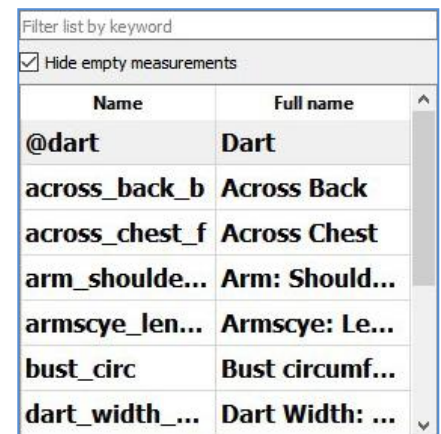 Filter list by keyword
Hide empty measurements
Name Full name
@dart Dart
across_back_b Across Back
across_chest_f Across Chest
arm_shoulde... Arm: Should...
armscye_len... Armscye: Le...
bust_circ Bust circumf...
dart_width_... Dart Width: ...